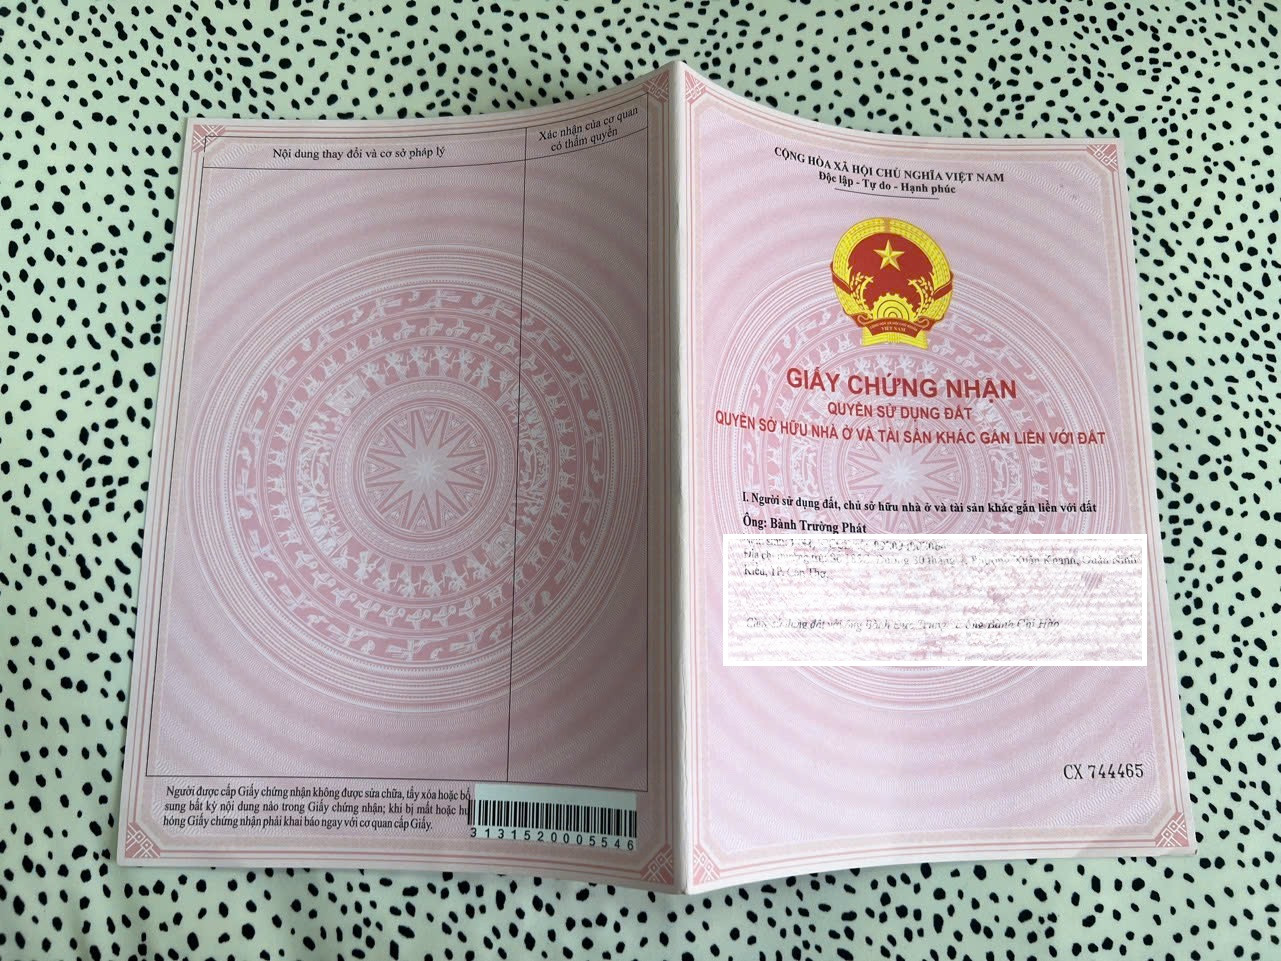 Nội dung thay đổi và cơ sở pháp lý
Xác nhận của cơ quan
có thẩm quyền
Người được cấp Giấy chứng nhận không được sửa chữa, tẩy xóa hoặc bổ
sung bất kỳ nội dung nào trong Giấy chứng nhận; khi bị mất hoặc hư
hỏng Giấy chứng nhận phải khai báo ngay với cơ quan cấp Giấy.
3131520005546
CỘNG HÒA XÃ HỘI CHỦ NGHĨA VIỆT NAM
Độc lập - Tự do - Hạnh phúc
VIỆT NAM
GIẤY CHỨNG NHẬN
QUYỀN SỬ DỤNG ĐẤT
QUYỀN SỞ HỮU NHÀ Ở VÀ TÀI SẢN KHÁC GẮN LIỀN VỚI ĐẤT
I. Người sử dụng đất, chủ sở hữu nhà ở và tài sản khác gắn liền với đất
Ông: Bành Trường Phát
CX 744465